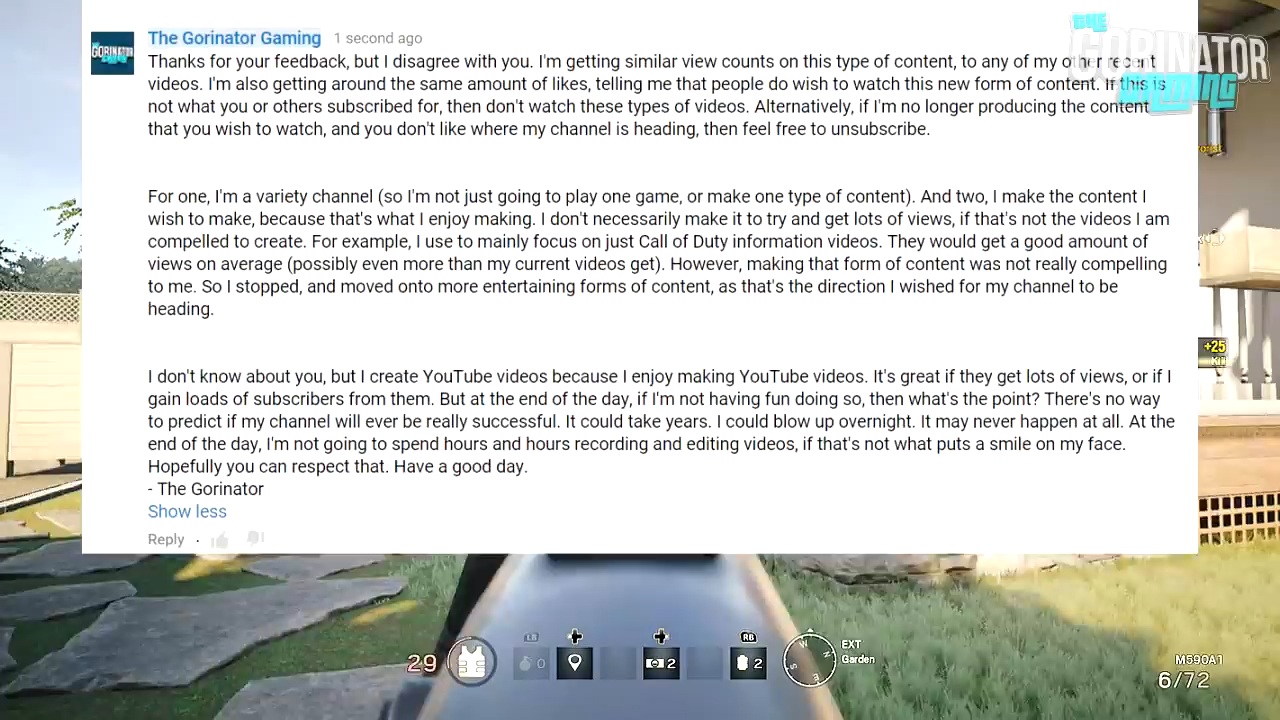 The Gorinator Gaming 1 second ago
Thanks for your feedback, but I disagree with you. I'm getting similar view counts on this type of content, to any of my other recent
videos. I'm also getting around the same amount of likes, telling me that people do wish to watch this new form of content. If this is
not what you or others subscribed for, then don't watch these types of videos. Alternatively, if I'm no longer producing the content
that you wish to watch, and you don't like where my channel is heading, then feel free to unsubscribe.
For one, I'm a variety channel (so I'm not just going to play one game, or make one type of content). And two, I make the content I
wish to make, because that's what I enjoy making. I don't necessarily make it to try and get lots of views, if that's not the videos I am
compelled to create. For example, I use to mainly focus on just Call of Duty information videos. They would get a good amount of
views on average (possibly even more than my current videos get). However, making that form of content was not really compelling
to me. So I stopped, and moved onto more entertaining forms of content, as that's the direction I wished for my channel to be
heading.
I don't know about you, but I create YouTube videos because I enjoy making YouTube videos. It's great if they get lots of views, or if I
gain loads of subscribers from them. But at the end of the day, if I'm not having fun doing so, then what's the point? There's no way
to predict if my channel will ever be really successful. It could take years. I could blow up overnight. It may never happen at all. At the
end of the day, I'm not going to spend hours and hours recording and editing videos, if that's not what puts a smile on my face.
Hopefully you can respect that. Have a good day.
- The Gorinator
Show less
Reply
THE
GORINATOR
GAMING
+25
29
LB
0
2
RB
2
W
N
S
E
EXT
Garden
M590A1
6/72